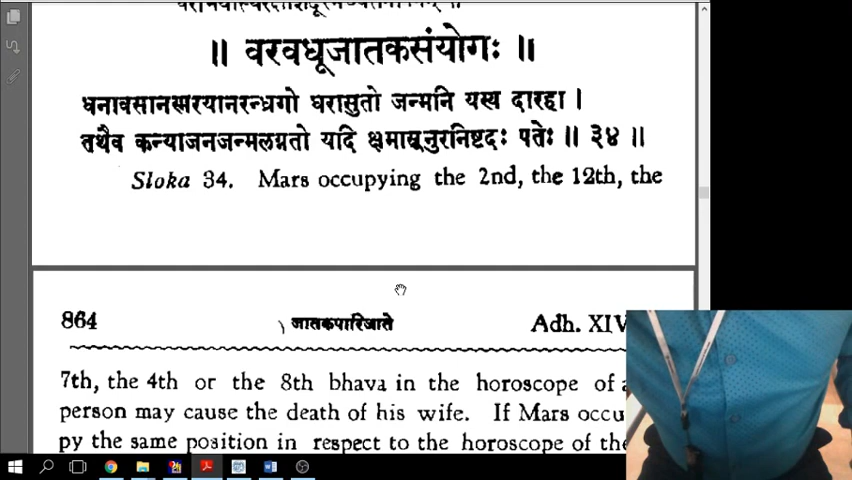 ॥ वरवधूजातकसंयोगः ॥
धनावसानस्मरयानरन्ध्रगो धरासुतो जन्मनि यस्य दारहा ।
तथैव कन्याजनजन्मलग्नतो यदि क्षमासूनुरनिष्टदः पतेः ॥ ३४ ॥
Sloka 34. Mars occupying the 2nd, the 12th, the
864 जातकपारिजाते Adh. XIV
7th, the 4th or the 8th bhava in the horoscope of
person may cause the death of his wife. If Mars occu
py the same position in respect to the horoscope of the